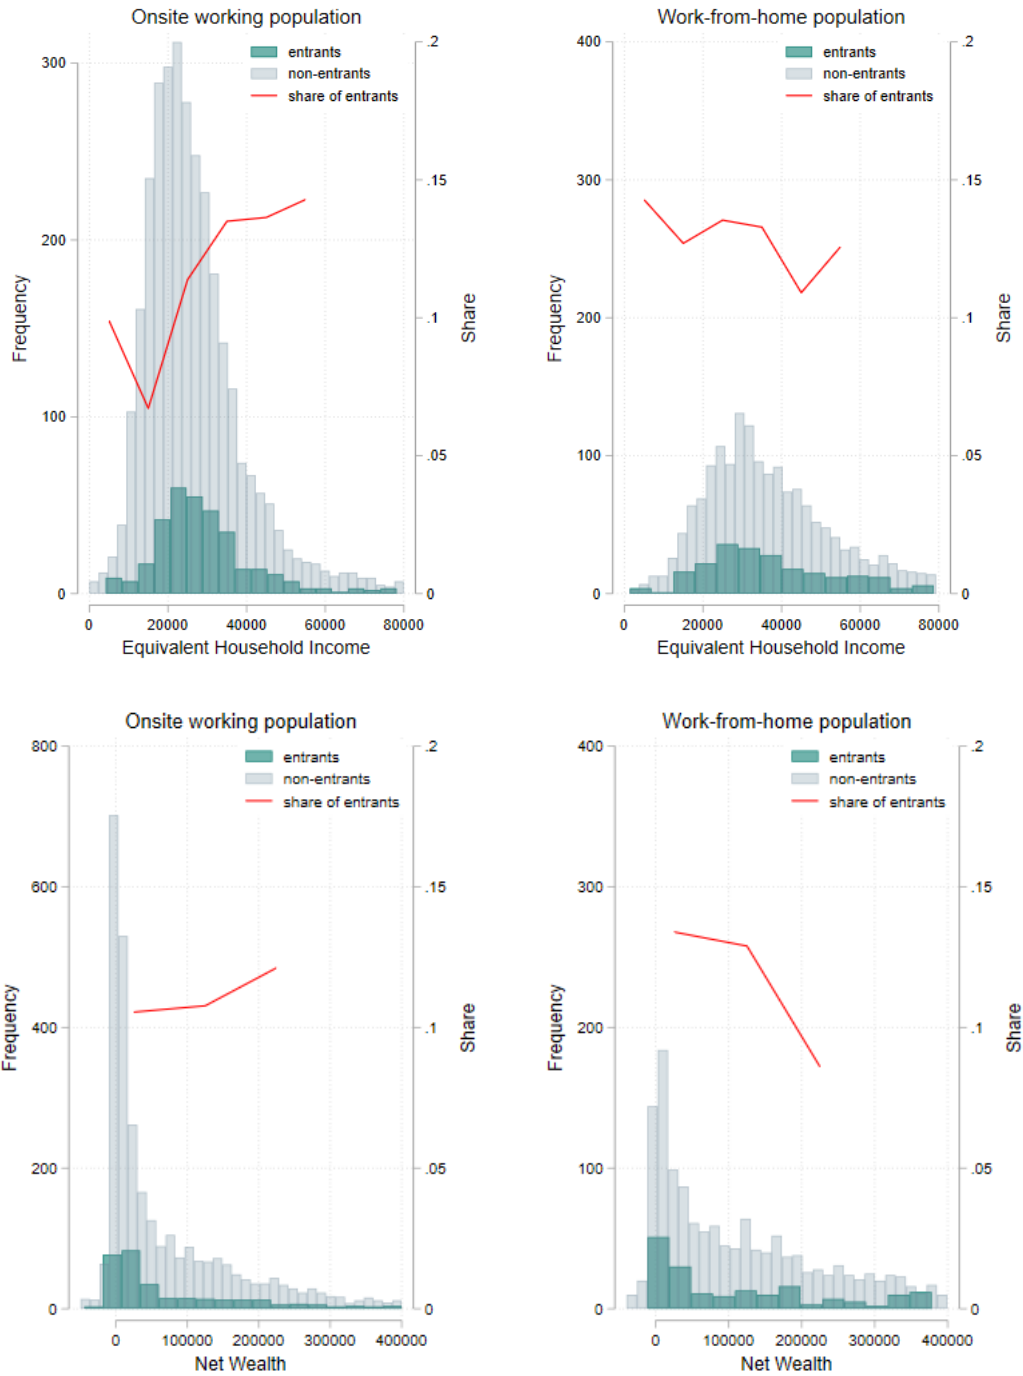 Onsite working population
entrants
non-entrants
share of entrants
300
200
100
0
.2
.15
.1
.05
0
Frequency
Share
0 20000 40000 60000 80000
Equivalent Household Income
Work-from-home population
entrants
non-entrants
share of entrants
400
300
200
100
0
.2
.15
.1
.05
0
Frequency
Share
0 20000 40000 60000 80000
Equivalent Household Income
Onsite working population
entrants
non-entrants
share of entrants
800
600
400
200
0
.2
.15
.1
.05
0
Frequency
Share
0 100000 200000 300000 400000
Net Wealth
Work-from-home population
entrants
non-entrants
share of entrants
400
300
200
100
0
.2
.15
.1
.05
0
Frequency
Share
0 100000 200000 300000 400000
Net Wealth